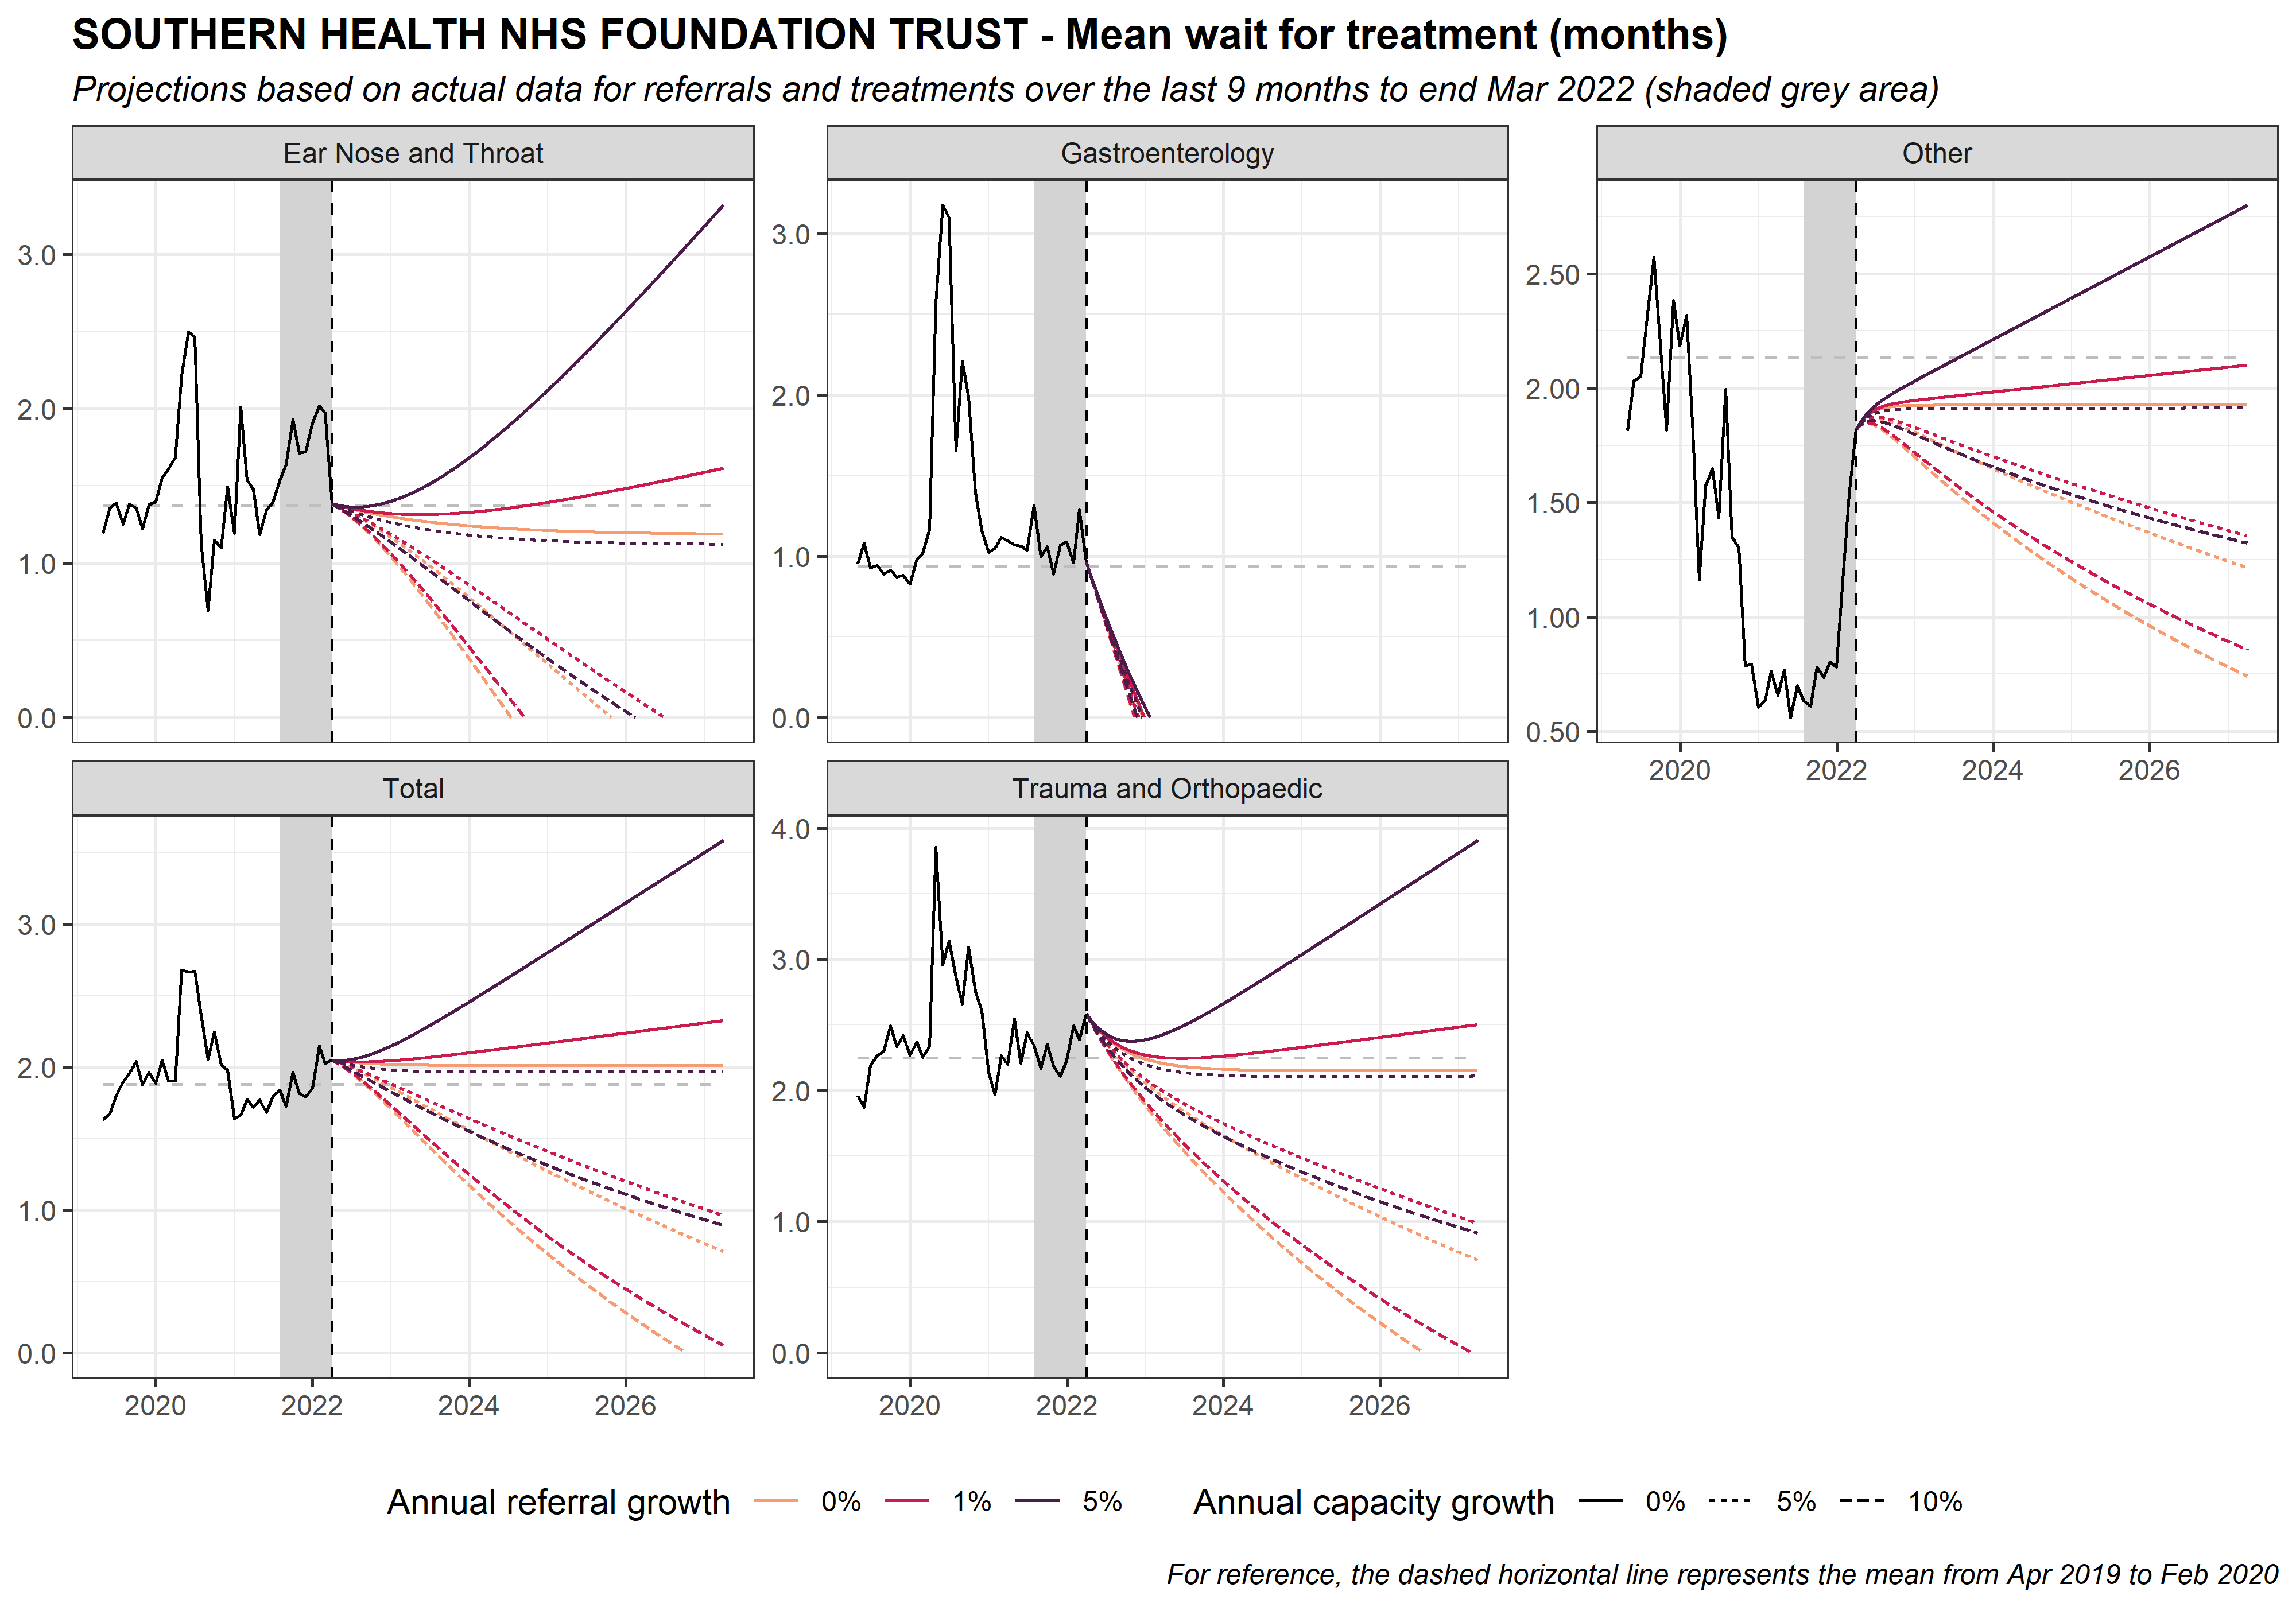 SOUTHERN HEALTH NHS FOUNDATION TRUST - Mean wait for treatment (months)
Projections based on actual data for referrals and treatments over the last 9 months to end Mar 2022 (shaded grey area)
Ear Nose and Throat
3.0
2.0
1.0
0.0
Gastroenterology
3.0
2.0
1.0
0.0
Other
2.50
2.00
1.50
1.00
0.50
2020 2022 2024 2026
Total
3.0
2.0
1.0
0.0
2020 2022 2024 2026
Trauma and Orthopaedic
4.0
3.0
2.0
1.0
0.0
2020 2022 2024 2026
Annual referral growth 0% 1% 5% Annual capacity growth 0% 5% 10%
For reference, the dashed horizontal line represents the mean from Apr 2019 to Feb 2020